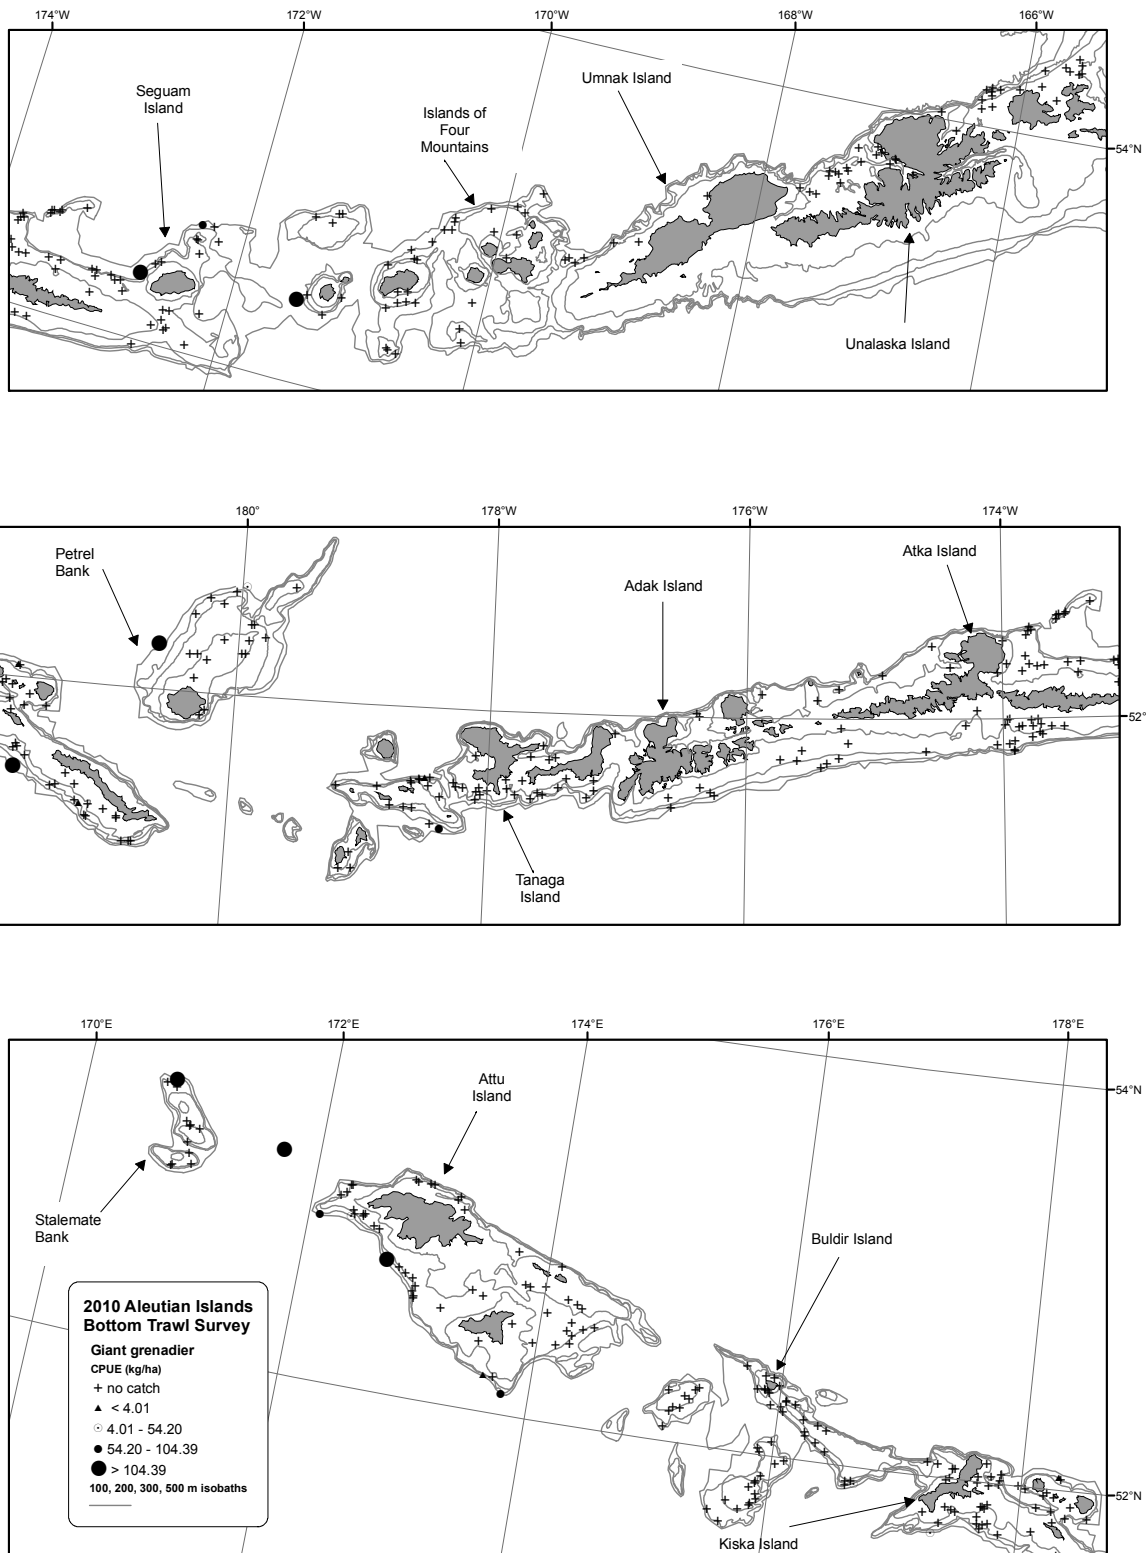 174°W
172°W
170°W
168°W
166°W
Seguam
Island
Islands of
Four
Mountains
Umnak Island
54°N
Unalaska Island
180°
178°W
176°W
174°W
Petrel
Bank
Adak Island
Atka Island
52°
Tanaga
Island
170°E
172°E
174°E
176°E
178°E
Attu
Island
54°N
Stalemate
Bank
Buldir Island
2010 Aleutian Islands
Bottom Trawl Survey
Giant grenadier
CPUE (kg/ha)
+ no catch
< 4.01
4.01 - 54.20
54.20 - 104.39
> 104.39
100, 200, 300, 500 m isobaths
52°N
Kiska Island